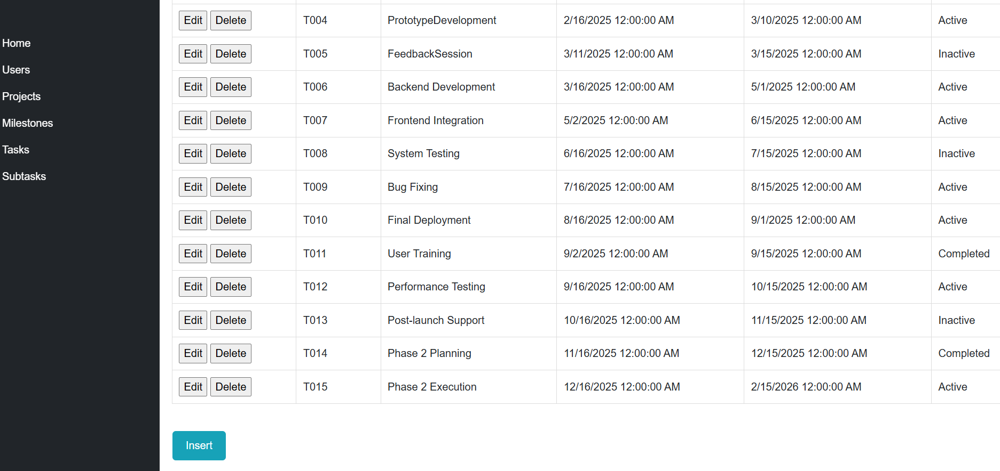 Home
Users
Projects
Milestones
Tasks
Subtasks
Edit Delete T004 PrototypeDevelopment 2/16/2025 12:00:00 AM 3/10/2025 12:00:00 AM Active
Edit Delete T005 FeedbackSession 3/11/2025 12:00:00 AM 3/15/2025 12:00:00 AM Inactive
Edit Delete T006 Backend Development 3/16/2025 12:00:00 AM 5/1/2025 12:00:00 AM Active
Edit Delete T007 Frontend Integration 5/2/2025 12:00:00 AM 6/15/2025 12:00:00 AM Active
Edit Delete T008 System Testing 6/16/2025 12:00:00 AM 7/15/2025 12:00:00 AM Inactive
Edit Delete T009 Bug Fixing 7/16/2025 12:00:00 AM 8/15/2025 12:00:00 AM Active
Edit Delete T010 Final Deployment 8/16/2025 12:00:00 AM 9/1/2025 12:00:00 AM Active
Edit Delete T011 User Training 9/2/2025 12:00:00 AM 9/15/2025 12:00:00 AM Completed
Edit Delete T012 Performance Testing 9/16/2025 12:00:00 AM 10/15/2025 12:00:00 AM Active
Edit Delete T013 Post-launch Support 10/16/2025 12:00:00 AM 11/15/2025 12:00:00 AM Inactive
Edit Delete T014 Phase 2 Planning 11/16/2025 12:00:00 AM 12/15/2025 12:00:00 AM Completed
Edit Delete T015 Phase 2 Execution 12/16/2025 12:00:00 AM 2/15/2026 12:00:00 AM Active
Insert